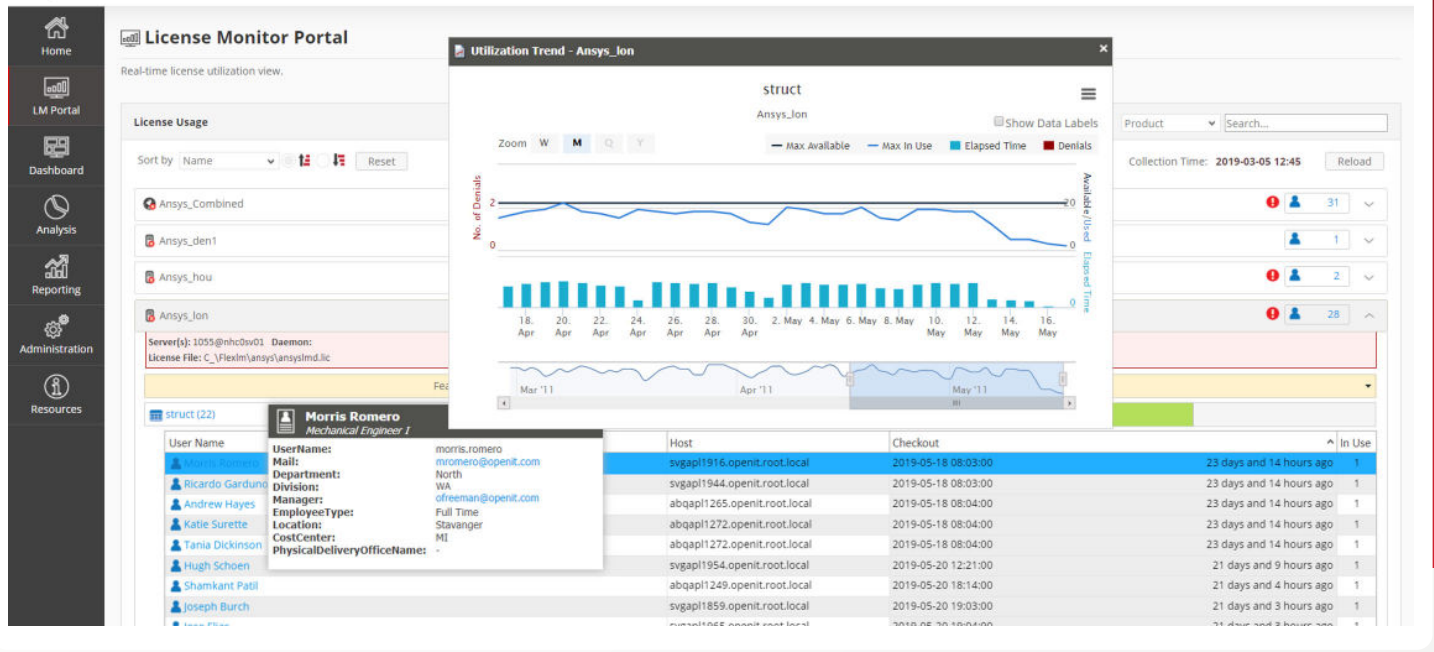 Home
LM Portal
Dashboard
Analysis
Reporting
Administration
Resources
License Monitor Portal
Real-time license utilization view.
License Usage
Product
Search...
Sort by Name
Reset
Collection Time: 2019-03-05 12:45
Reload
Ansys_Combined
31
Ansys_den1
1
Ansys_hou
2
Ansys_lon
28
Server(s): 1055@nhc0sv01 Daemon:
License File: C_\Flexlm\ansys\ansyslmd.lic
Fea
struct (22)
Utilization Trend - Ansys_lon
×
struct
Ansys_lon
Show Data Labels
Zoom W M Q Y
Max Available Max In Use Elapsed Time Denials
No. of Denials
2
0
Available/Used
20
0
Elapsed Time
0
18. Apr
20. Apr
22. Apr
24. Apr
26. Apr
28. Apr
30. Apr
2. May
4. May
6. May
8. May
10. May
12. May
14. May
16. May
Mar '11
Apr '11
May '11
Morris Romero
Mechanical Engineer I
UserName: morris.romero
Mail: mromero@openit.com
Department: North
Division: WA
Manager: ofreeman@openit.com
EmployeeType: Full Time
Location: Stavanger
CostCenter: MI
PhysicalDeliveryOfficeName: -
User Name Host Checkout In Use
Morris Romero svgapl1916.openit.root.local 2019-05-18 08:03:00 23 days and 14 hours ago 1
Ricardo Garduno svgapl1944.openit.root.local 2019-05-18 08:03:00 23 days and 14 hours ago 1
Andrew Hayes abqapl1265.openit.root.local 2019-05-18 08:04:00 23 days and 14 hours ago 1
Katie Surette abqapl1272.openit.root.local 2019-05-18 08:04:00 23 days and 14 hours ago 1
Tania Dickinson abqapl1272.openit.root.local 2019-05-18 08:04:00 23 days and 14 hours ago 1
Hugh Schoen svgapl1954.openit.root.local 2019-05-20 12:21:00 21 days and 9 hours ago 1
Shamkant Patil abqapl1249.openit.root.local 2019-05-20 18:14:00 21 days and 4 hours ago 1
Joseph Burch svgapl1859.openit.root.local 2019-05-20 19:03:00 21 days and 3 hours ago 1